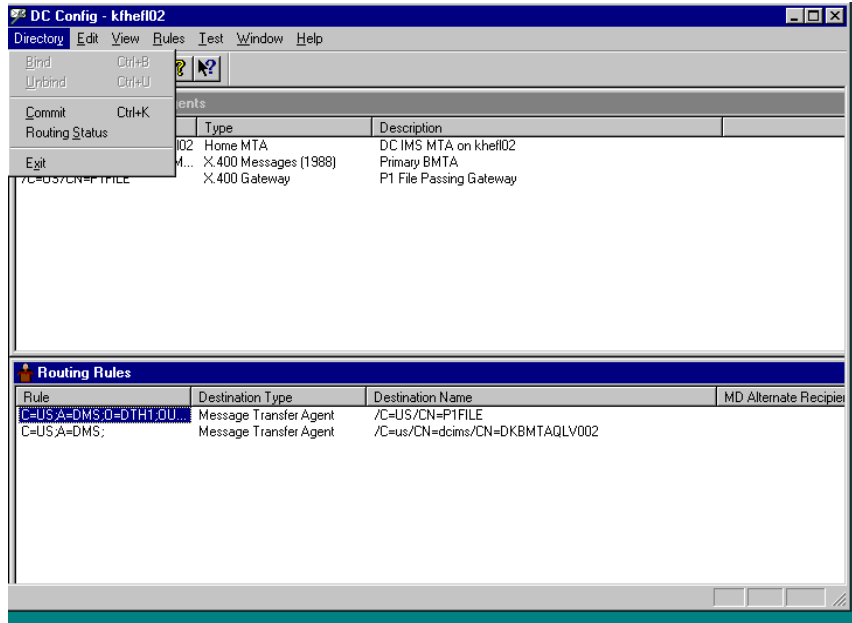 DC Config - kfhefl02
Directory Edit View Rules Test Window Help
Bind Ctrl+B
Unbind Ctrl+U
Commit Ctrl+K
Routing Status
Exit
ents
Type Description
l02 Home MTA DC IMS MTA on khefl02
M... X.400 Messages (1988) Primary BMTA
/C=US/CN=P1FILE X.400 Gateway P1 File Passing Gateway
Routing Rules
Rule Destination Type Destination Name MD Alternate Recipie
C=US;A=DMS;O=DTH1;OU... Message Transfer Agent /C=US/CN=P1FILE
C=US;A=DMS; Message Transfer Agent /C=us/CN=dcims/CN=DKBMTAQLV002